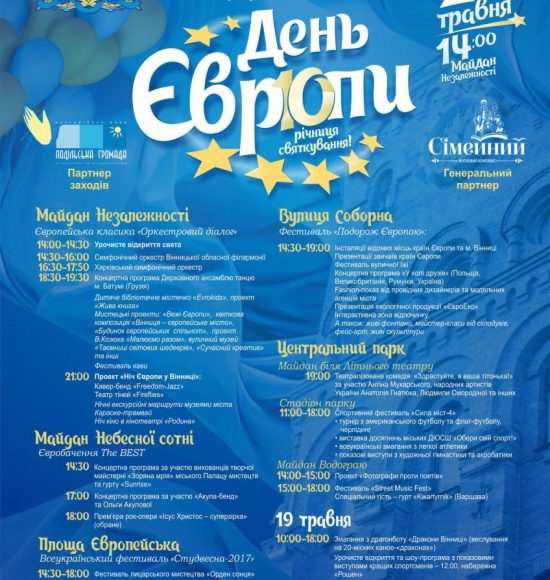 День
Європи
10
річниця
святкування!
травня
14:00
Майдан
Незалежності
ПОДІЛЬСЬКА ГРОМАДА
Партнер
заходів
Сімейний
ЖИТЛОВИЙ КОМПЛЕКС
Генеральний
партнер
Майдан Незалежності
Європейська класика «Оркестровий діалог»
14:00-14:30 Урочисте відкриття свята
14:30-16:00 Симфонічний оркестр Вінницької обласної філармонії
16:30-17:50 Харківський симфонічний оркестр
18:30-19:30 Концертна програма Державного ансамблю танцю
м. Батумі (Грузія)
Дитяче бібліотечне містечко «Evrokids», проект
«Жива книга»
Мистецькі проекти: «Вежі Європи», квіткова
композиція «Вінниця – європейське місто»,
«Будинок європейських спільнот», проект
В.Козюка «Малюємо разом», вуличний музей
«Таємниці світових шедеврів», «Сучасній креатив»
та інші
Фестиваль кави
21:00 Проект «Ніч Європи у Вінниці»:
Кавер-бенд «Freedom-Jazz»
Театр тіней «Fireflies»
Нічні екскурсійні маршрути музеями міста
Караоке-трамвай
Ніч кіно в кінотеатрі «Родина»
Майдан Небесної сотні
Євробачення The BEST
14:30 Концертна програма за участю вихованців творчої
майстерні «Зоряна мрія» міського Палацу мистецтв
та гурту «Sunrise»
17:00 Концертна програма за участю «Акула-бенд»
та Ольги Акулової
18:00 Прем'єра рок-опери «Ісус Христос – суперзірка»
(обране)
Площа Європейська
Всеукраїнський фестиваль «Студвесна-2017»
14:30-18:00 Фестиваль лицарського мистецтва «Орден сонця»
Вулиця Соборна
Фестиваль «Подорож Європою»:
14:30-19:00 Інсталяції відомих місць країн Європи та м. Вінниці
Презентації звичаїв країн Європи
Фестиваль вуличної їжі
Концертна програма «У колі друзів» (Польща,
Великобританія, Румунія, Україна)
Fashion-показ від провідних дизайнерів та модельних
агенцій міста
Презентація екологічної продукції «ЄвроЕко»
Інтерактивна зона відпочинку
А також: живі фонтани, майстер-класи від складувів,
фейс-арт, живі скульптури
Центральний парк
Майдан біля Літнього театру
19:00 Театралізована комедія «Здрастуйте, я ваша тітонька!»
за участю Антіна Мухарського, народних артистів
України Анатолія Гнатюка, Людмили Смородіної та інших
Стадіон парку
11:00-18:00 Спортивний фестиваль «Сила міст-4»
• турнір з американського футболу та флаг-футболу,
черлідинг
• виставка досягнень міських ДЮСШ «Обери свій спорт!»
• всеукраїнські змагання з легкої атлетики
• показові виступи з художньої гімнастики та акробатики
Майдан Водограю
14:00-15:00 Проект «Фотографи проти поетів»
15:00-18:00 Фестиваль «Street Music Fest»
Спеціальний гість – гурт «Kwartyrnik» (Варшава)
19 травня
10:00-18:00 Змагання з драгонботу «Дракони Вінниці» (веслування
на 20-місних каное-«драконах»)
Урочисте відкриття та шоу-програма з показовими
виступами кращих спортсменів – 12:00, набережна
«Рошен»